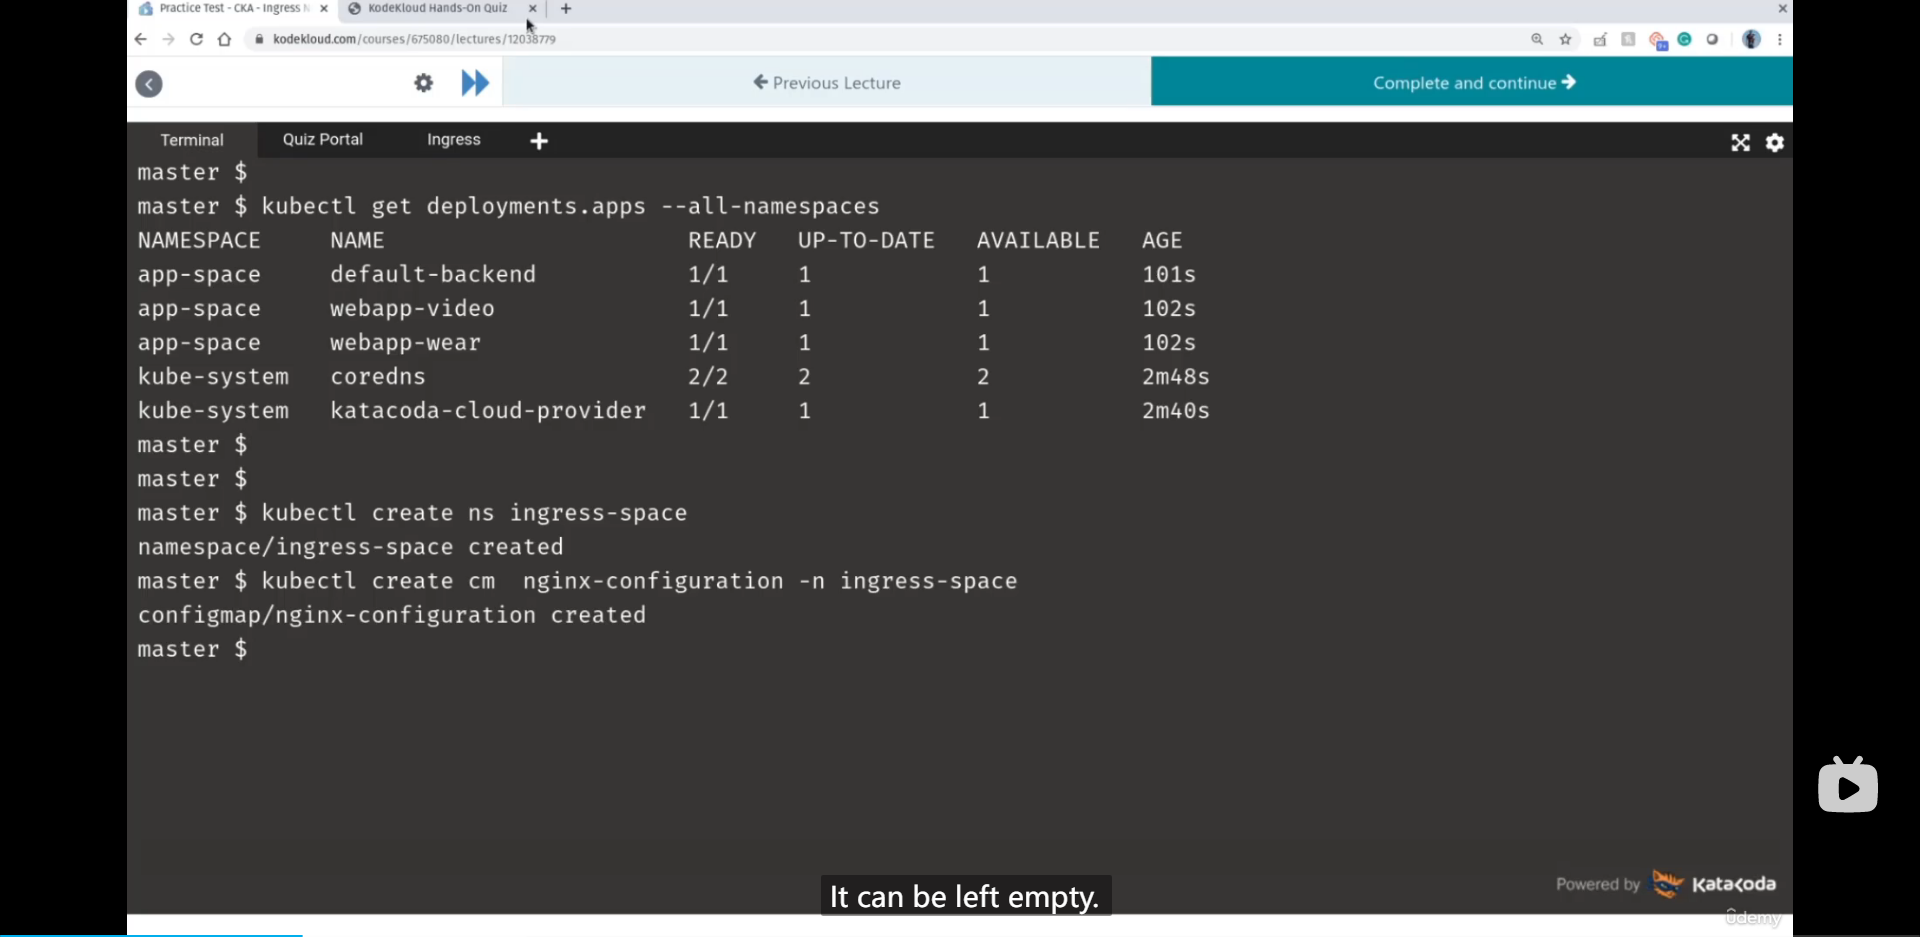 Practice Test - CKA - Ingress N
KodeKloud Hands-On Quiz
kodekloud.com/courses/675080/lectures/12038779
Previous Lecture
Complete and continue
Terminal
Quiz Portal
Ingress
master $
master $ kubectl get deployments.apps --all-namespaces
NAMESPACE NAME READY UP-TO-DATE AVAILABLE AGE
app-space default-backend 1/1 1 1 101s
app-space webapp-video 1/1 1 1 102s
app-space webapp-wear 1/1 1 1 102s
kube-system coredns 2/2 2 2 2m48s
kube-system katacoda-cloud-provider 1/1 1 1 2m40s
master $
master $
master $ kubectl create ns ingress-space
namespace/ingress-space created
master $ kubectl create cm  nginx-configuration -n ingress-space
configmap/nginx-configuration created
master $
It can be left empty.
Powered by Katacoda
Udemy